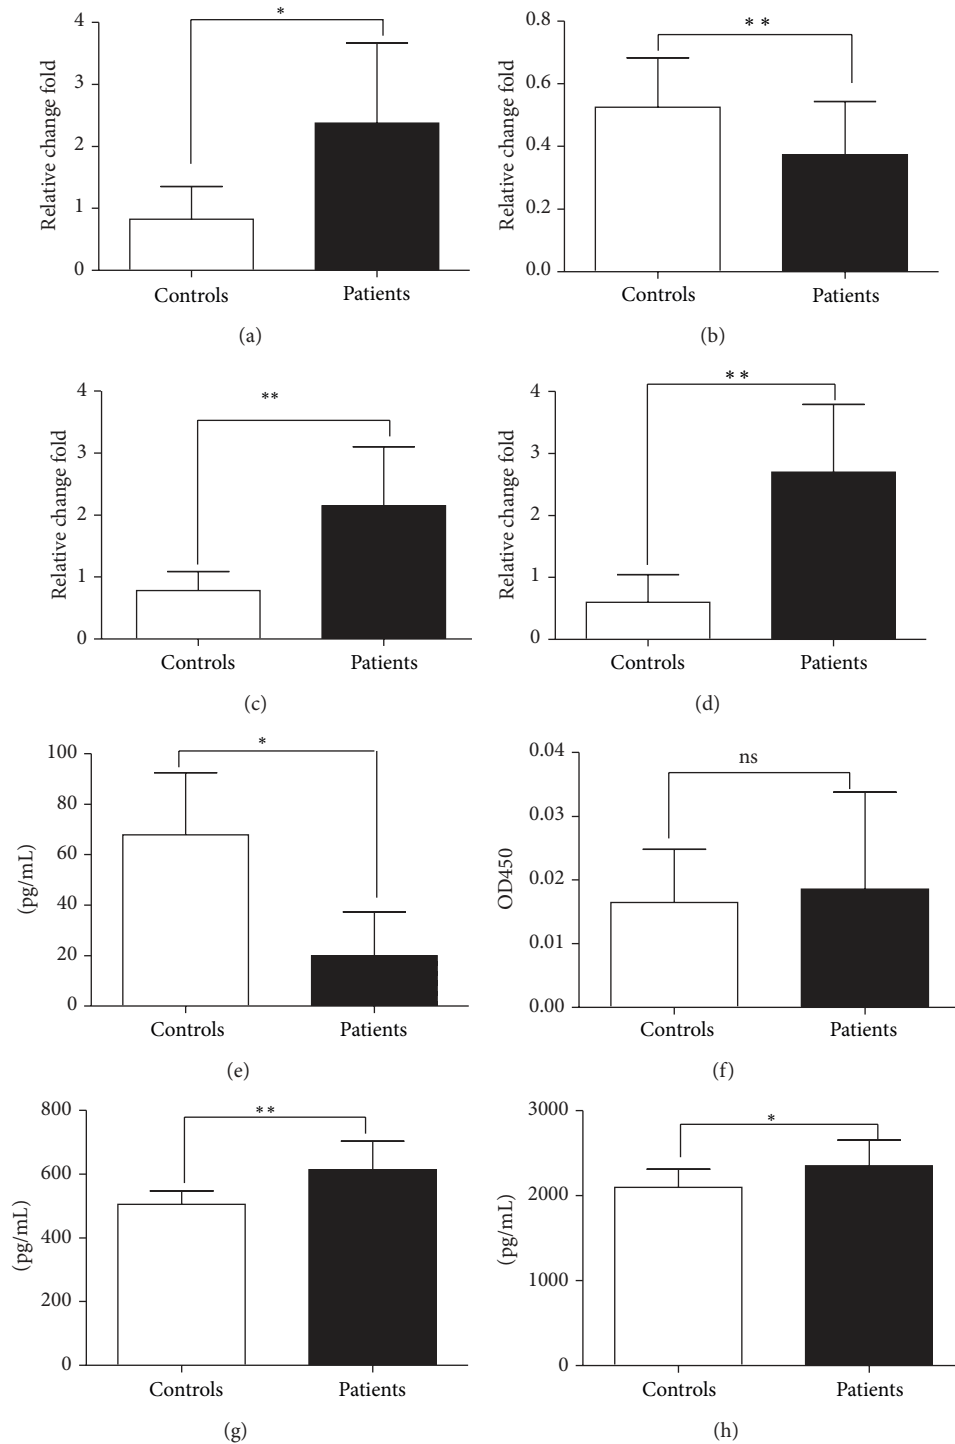 *
Relative change fold
4
3
2
1
0
Controls
Patients
(a)
* *
Relative change fold
0.8
0.6
0.4
0.2
0.0
Controls
Patients
(b)
**
Relative change fold
4
3
2
1
0
Controls
Patients
(c)
* *
Relative change fold
4
3
2
1
0
Controls
Patients
(d)
*
(pg/mL)
100
80
60
40
20
0
Controls
Patients
(e)
ns
OD450
0.04
0.03
0.02
0.01
0.00
Controls
Patients
(f)
**
(pg/mL)
800
600
400
200
0
Controls
Patients
(g)
*
(pg/mL)
3000
2000
1000
0
Controls
Patients
(h)